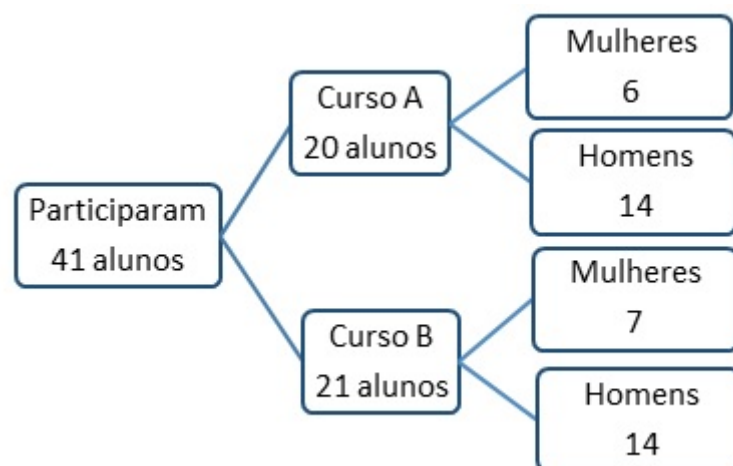 Participaram
41 alunos
Curso A
20 alunos
Mulheres
6
Homens
14
Curso B
21 alunos
Mulheres
7
Homens
14